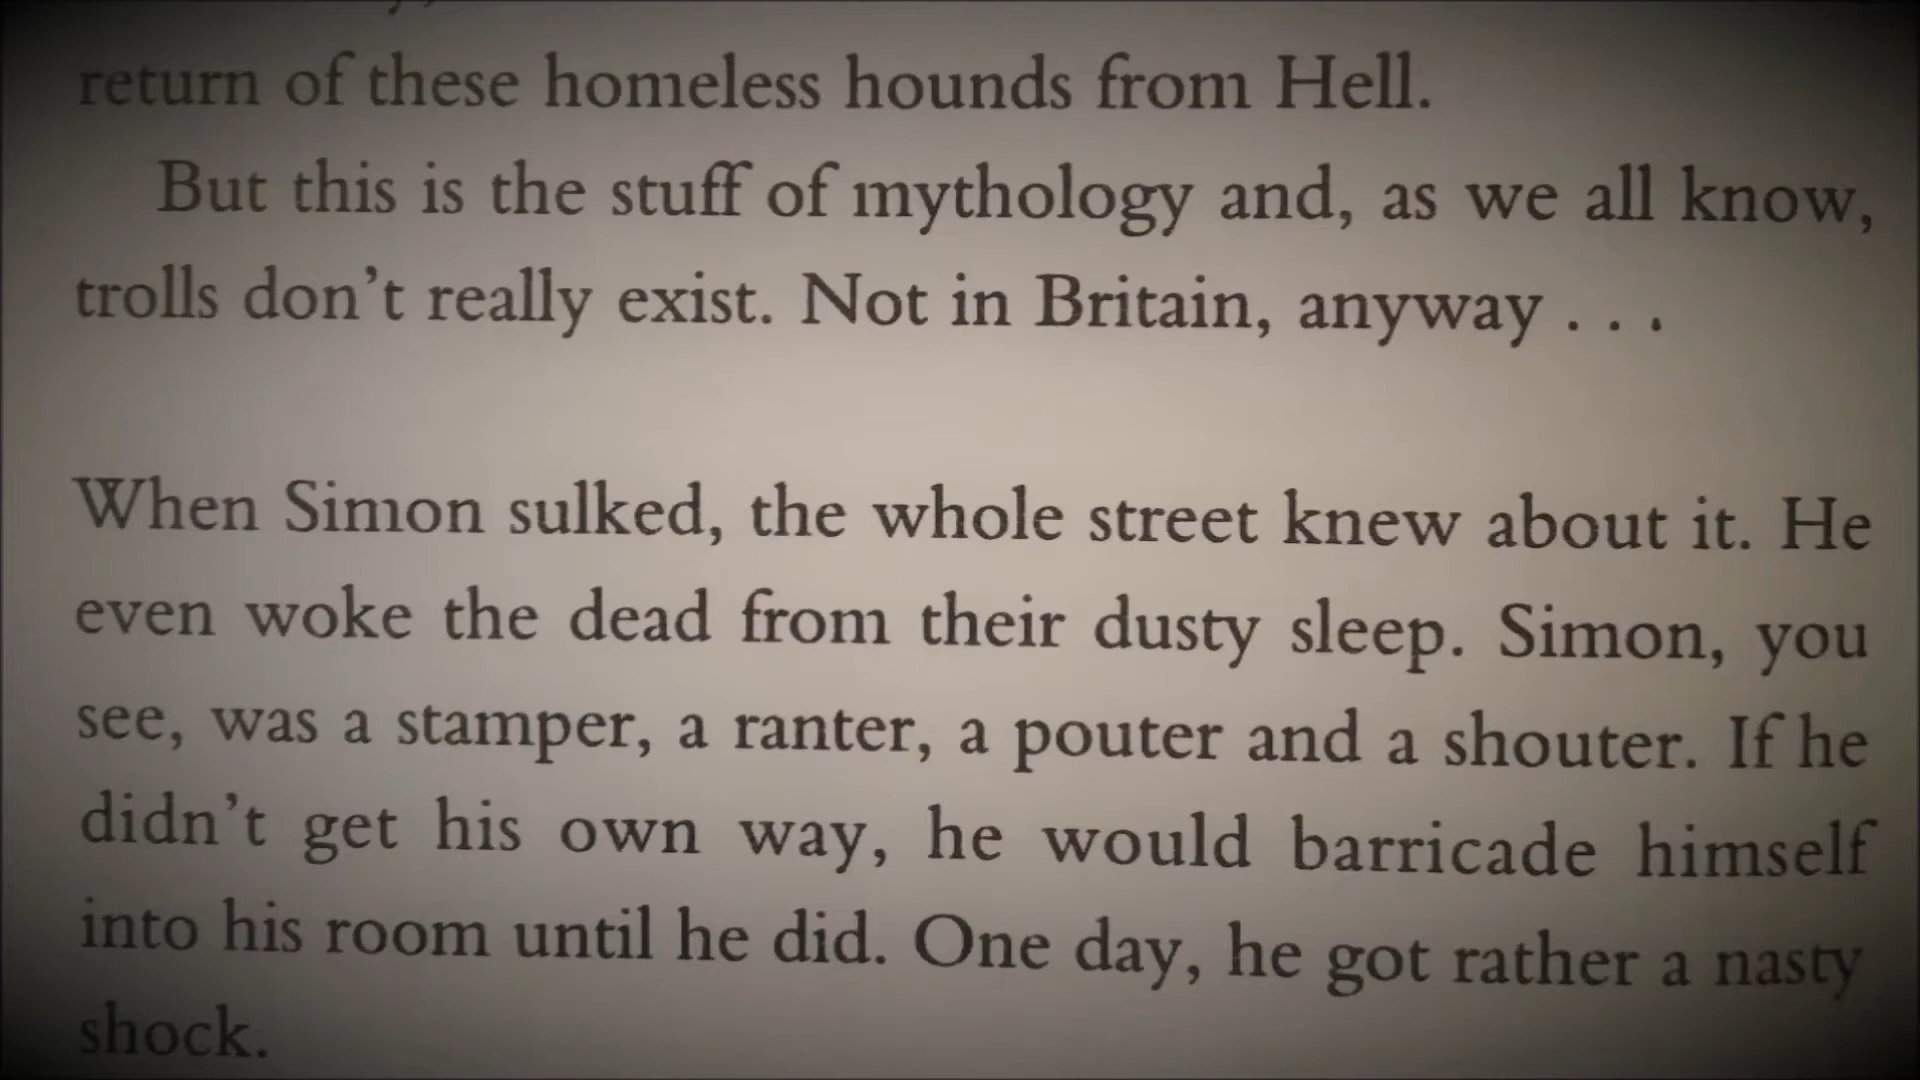 return of these homeless hounds from Hell.
But this is the stuff of mythology and, as we all know,
trolls don’t really exist. Not in Britain, anyway . . .
When Simon sulked, the whole street knew about it. He
even woke the dead from their dusty sleep. Simon, you
see, was a stamper, a ranter, a pouter and a shouter. If he
didn’t get his own way, he would barricade himself
into his room until he did. One day, he got rather a nasty
shock.